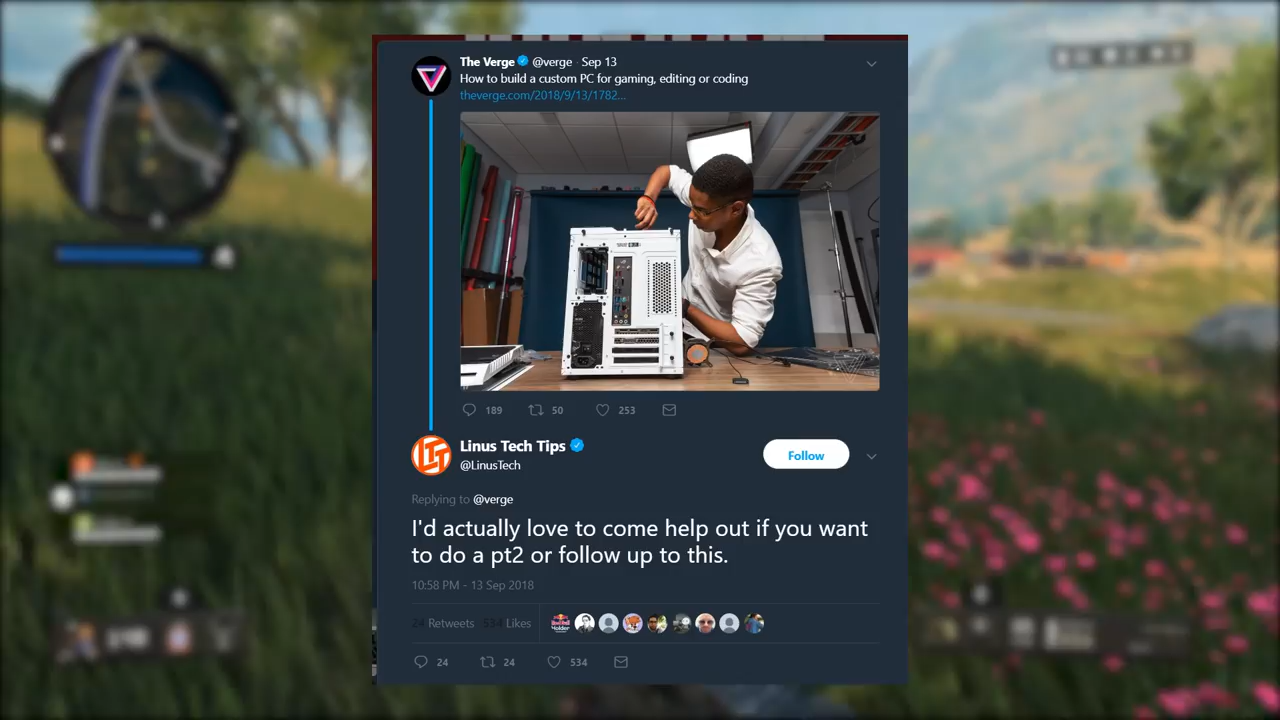 The Verge @verge · Sep 13
How to build a custom PC for gaming, editing or coding
theverge.com/2018/9/13/1782...
189 50 253
Linus Tech Tips
@LinusTech
Follow
Replying to @verge
I'd actually love to come help out if you want
to do a pt2 or follow up to this.
10:58 PM - 13 Sep 2018
24 Retweets 534 Likes
24 24 534